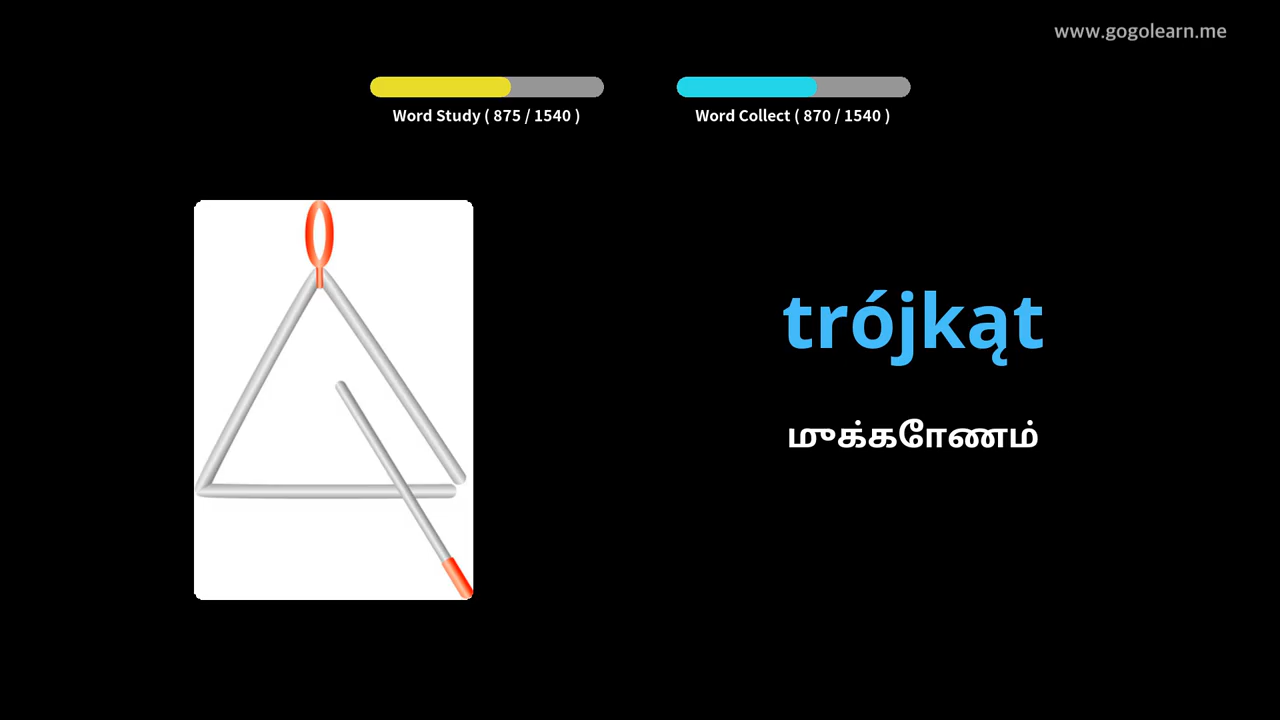 www.gogolearn.me
Word Study ( 875 / 1540 )
Word Collect ( 870 / 1540 )
trójkąt
முக்கோணம்